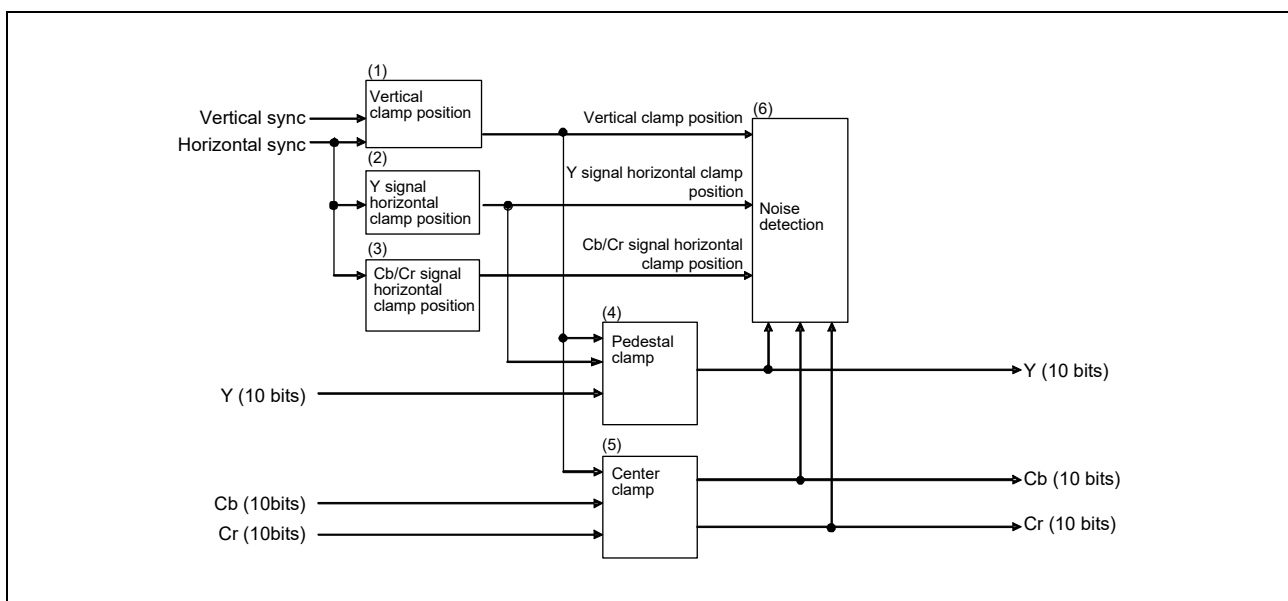 (1)
Vertical
clamp position
Vertical sync
Horizontal sync
(2)
Y signal
horizontal
clamp position
(3)
Cb/Cr signal
horizontal
clamp position
Vertical clamp position
Y signal horizontal clamp
position
Cb/Cr signal horizontal
clamp position
(6)
Noise
detection
(4)
Pedestal
clamp
Y (10 bits)
Y (10 bits)
(5)
Center
clamp
Cb (10bits)
Cr (10bits)
Cb (10 bits)
Cr (10 bits)